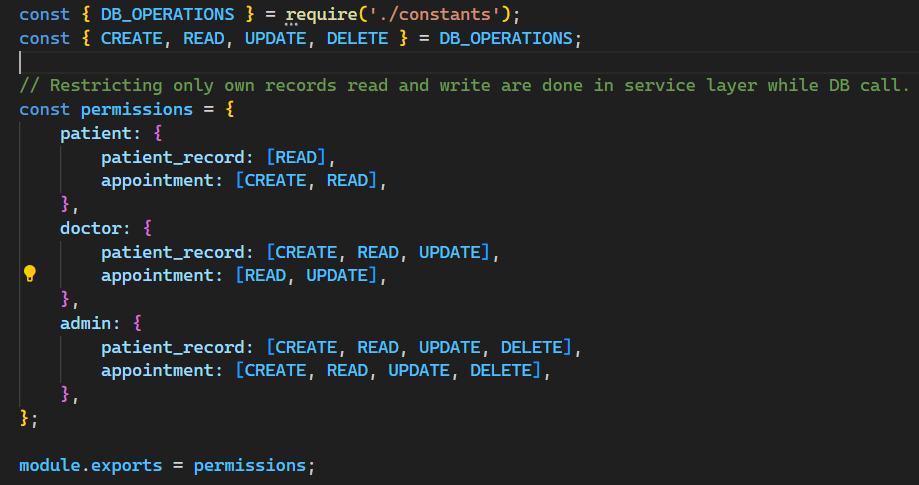 const { DB_OPERATIONS } = require('./constants');
const { CREATE, READ, UPDATE, DELETE } = DB_OPERATIONS;

// Restricting only own records read and write are done in service layer while DB call.
const permissions = {
    patient: {
        patient_record: [READ],
        appointment: [CREATE, READ],
    },
    doctor: {
        patient_record: [CREATE, READ, UPDATE],
        appointment: [READ, UPDATE],
    },
    admin: {
        patient_record: [CREATE, READ, UPDATE, DELETE],
        appointment: [CREATE, READ, UPDATE, DELETE],
    },
};

module.exports = permissions;